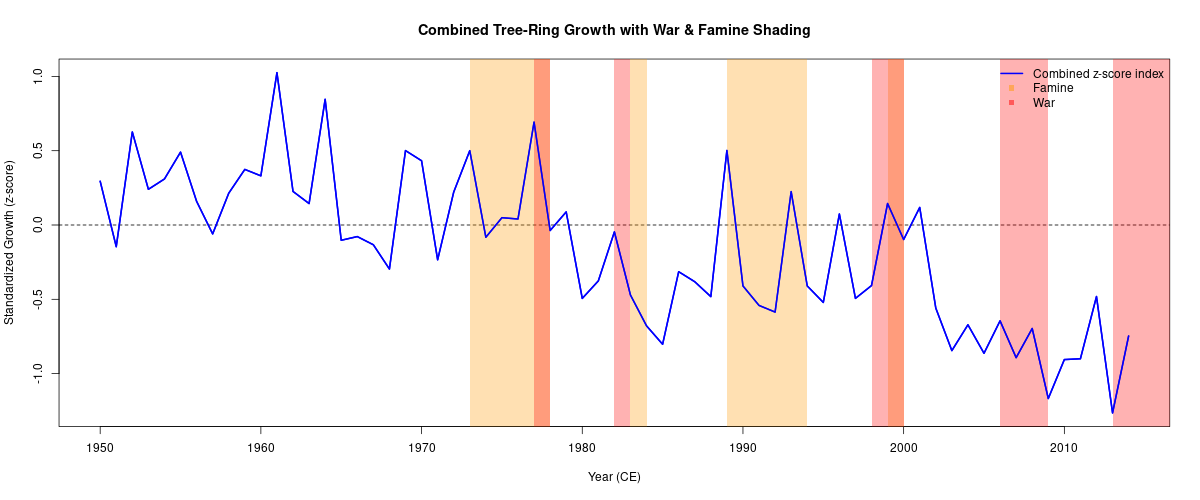 Combined Tree-Ring Growth with War & Famine Shading
Combined z-score index
Famine
War
Standardized Growth (z-score)
1.0
0.5
0.0
-0.5
-1.0
1950 1960 1970 1980 1990 2000 2010
Year (CE)